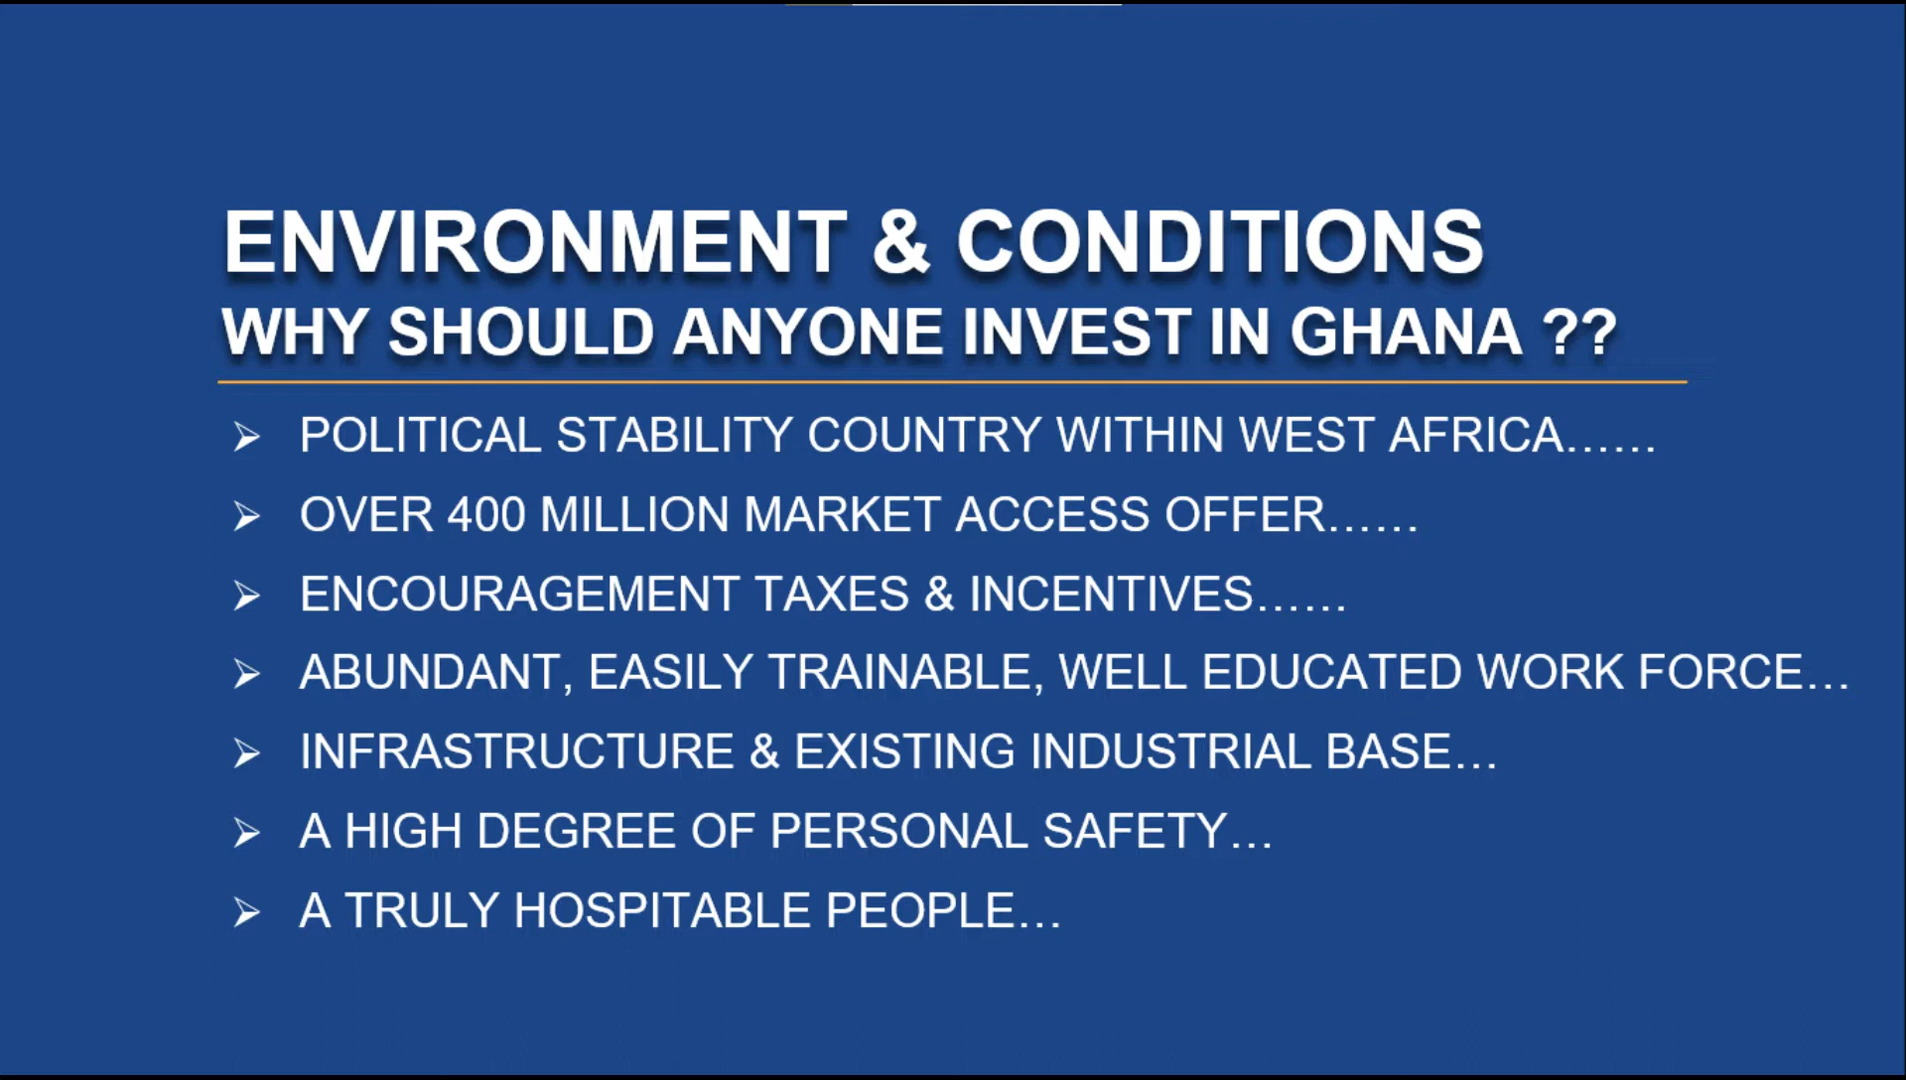 ENVIRONMENT & CONDITIONS
WHY SHOULD ANYONE INVEST IN GHANA ??
➢ POLITICAL STABILITY COUNTRY WITHIN WEST AFRICA……
➢ OVER 400 MILLION MARKET ACCESS OFFER……
➢ ENCOURAGEMENT TAXES & INCENTIVES……
➢ ABUNDANT, EASILY TRAINABLE, WELL EDUCATED WORK FORCE…
➢ INFRASTRUCTURE & EXISTING INDUSTRIAL BASE…
➢ A HIGH DEGREE OF PERSONAL SAFETY…
➢ A TRULY HOSPITABLE PEOPLE…